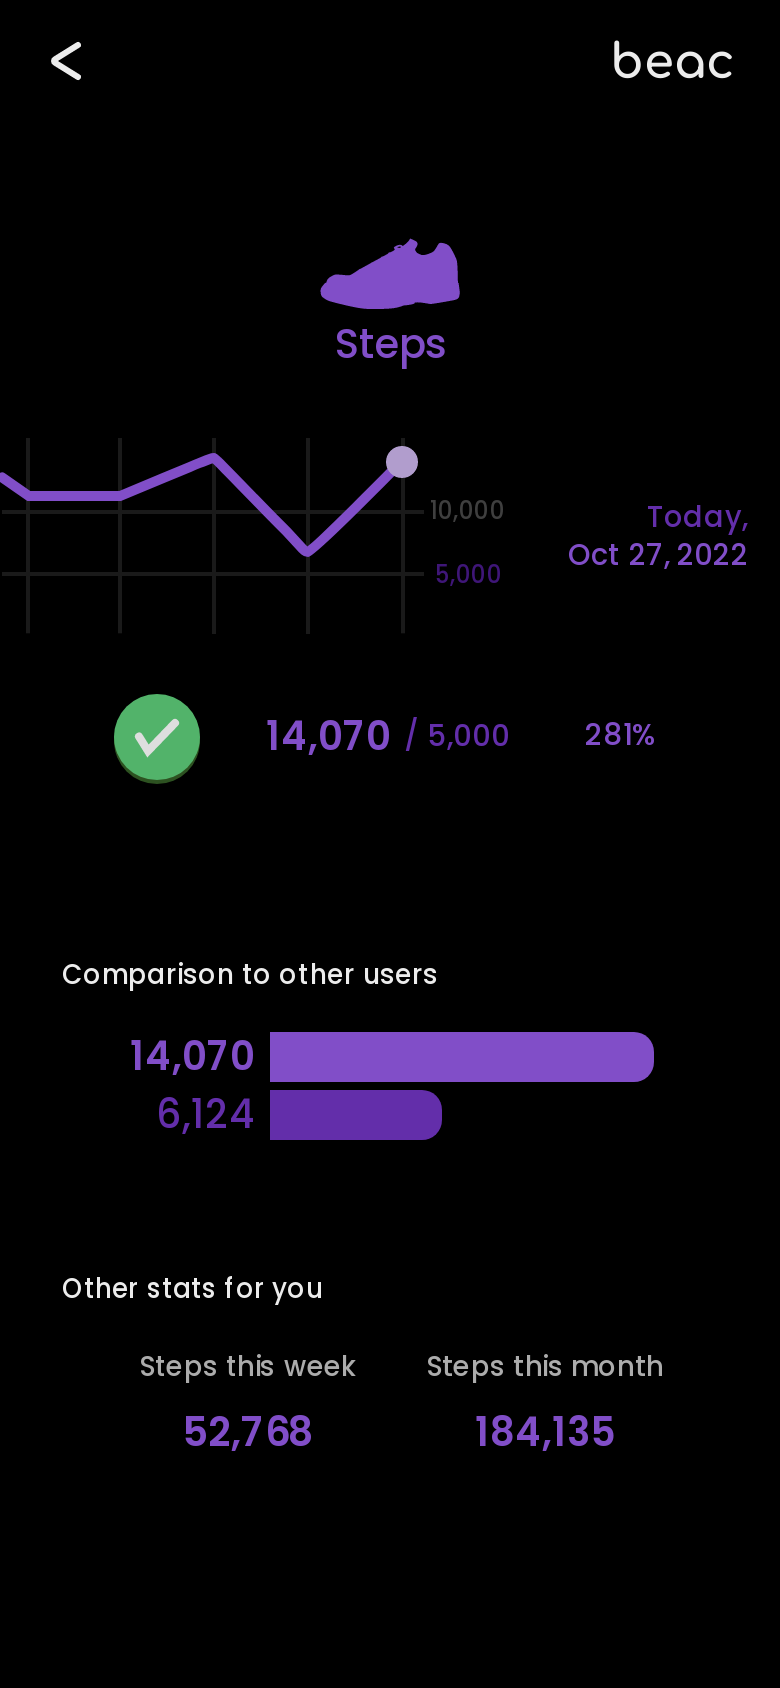 beac
Steps
10,000
5,000
Today,
Oct 27, 2022
14,070 / 5,000 281%
Comparison to other users
14,070
6,124
Other stats for you
Steps this week Steps this month
52,768 184,135